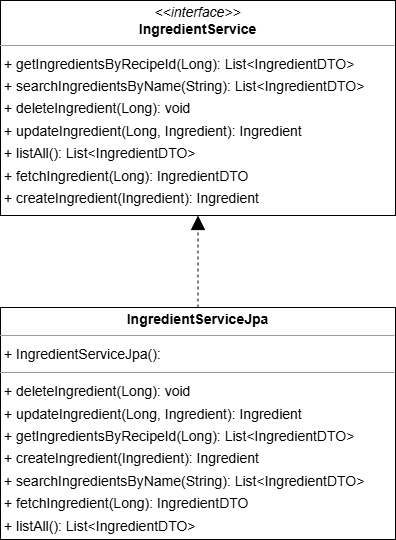 <<interface>>
IngredientService
+ getIngredientsByRecipeId(Long): List<IngredientDTO>
+ searchIngredientsByName(String): List<IngredientDTO>
+ deleteIngredient(Long): void
+ updateIngredient(Long, Ingredient): Ingredient
+ listAll(): List<IngredientDTO>
+ fetchIngredient(Long): IngredientDTO
+ createIngredient(Ingredient): Ingredient
IngredientServiceJpa
+ IngredientServiceJpa():
+ deleteIngredient(Long): void
+ updateIngredient(Long, Ingredient): Ingredient
+ getIngredientsByRecipeId(Long): List<IngredientDTO>
+ createIngredient(Ingredient): Ingredient
+ searchIngredientsByName(String): List<IngredientDTO>
+ fetchIngredient(Long): IngredientDTO
+ listAll(): List<IngredientDTO>